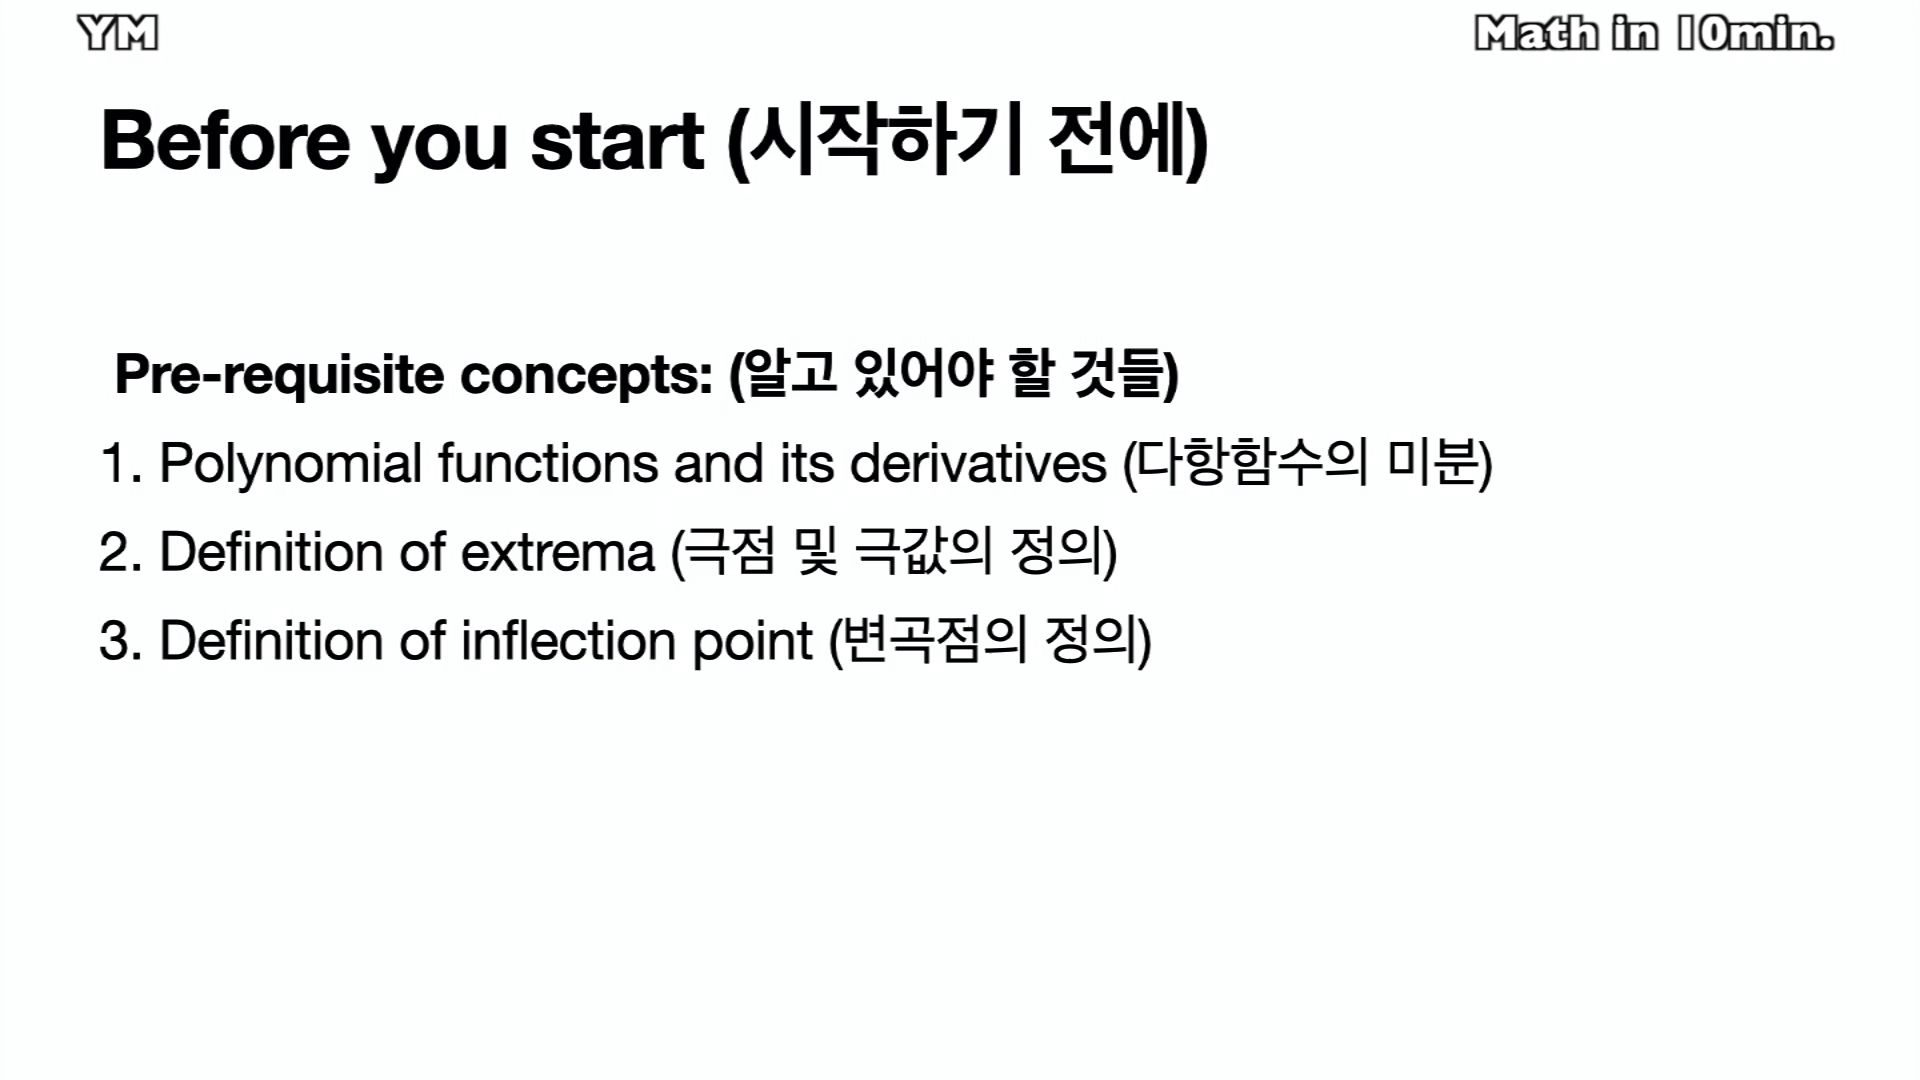 YM
Math in 10min.
Before you start (시작하기 전에)
Pre-requisite concepts: (알고 있어야 할 것들)
1. Polynomial functions and its derivatives (다항함수의 미분)
2. Definition of extrema (극점 및 극값의 정의)
3. Definition of inflection point (변곡점의 정의)